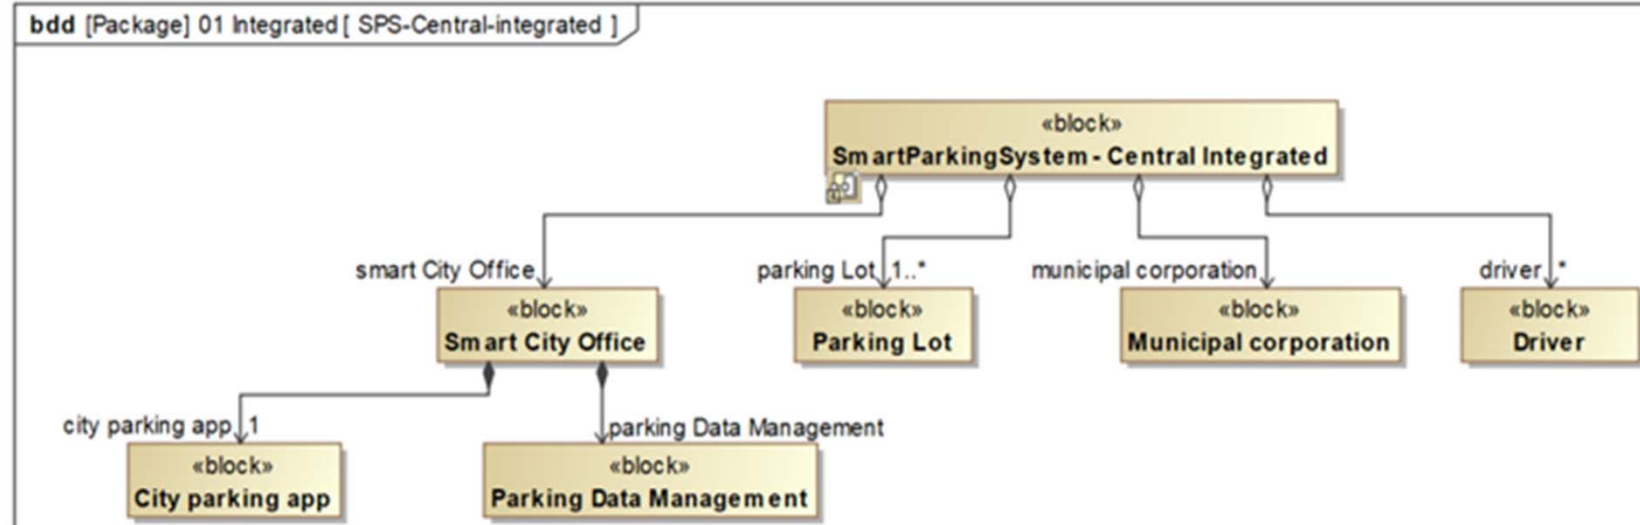 bdd [Package] 01 Integrated [ SPS-Central-integrated ]
«block»
SmartParkingSystem - Central Integrated
smart City Office
parking Lot 1..*
municipal corporation
driver *
«block»
Smart City Office
«block»
Parking Lot
«block»
Municipal corporation
«block»
Driver
city parking app 1
parking Data Management
«block»
City parking app
«block»
Parking Data Management